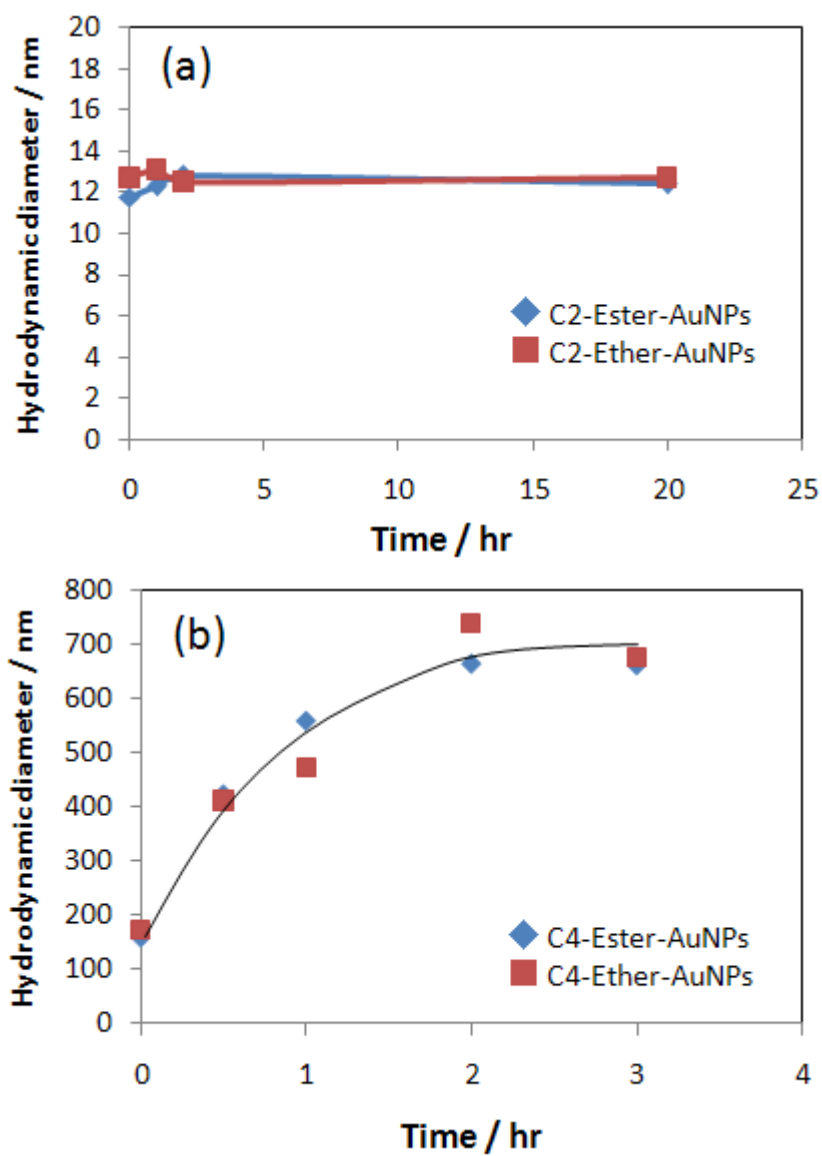 (a)
Hydrodynamic diameter / nm
20
18
16
14
12
10
8
6
4
2
0
C2-Ester-AuNPs
C2-Ether-AuNPs
0 5 10 15 20 25
Time / hr
(b)
Hydrodynamic diameter / nm
800
700
600
500
400
300
200
100
0
C4-Ester-AuNPs
C4-Ether-AuNPs
0 1 2 3 4
Time / hr